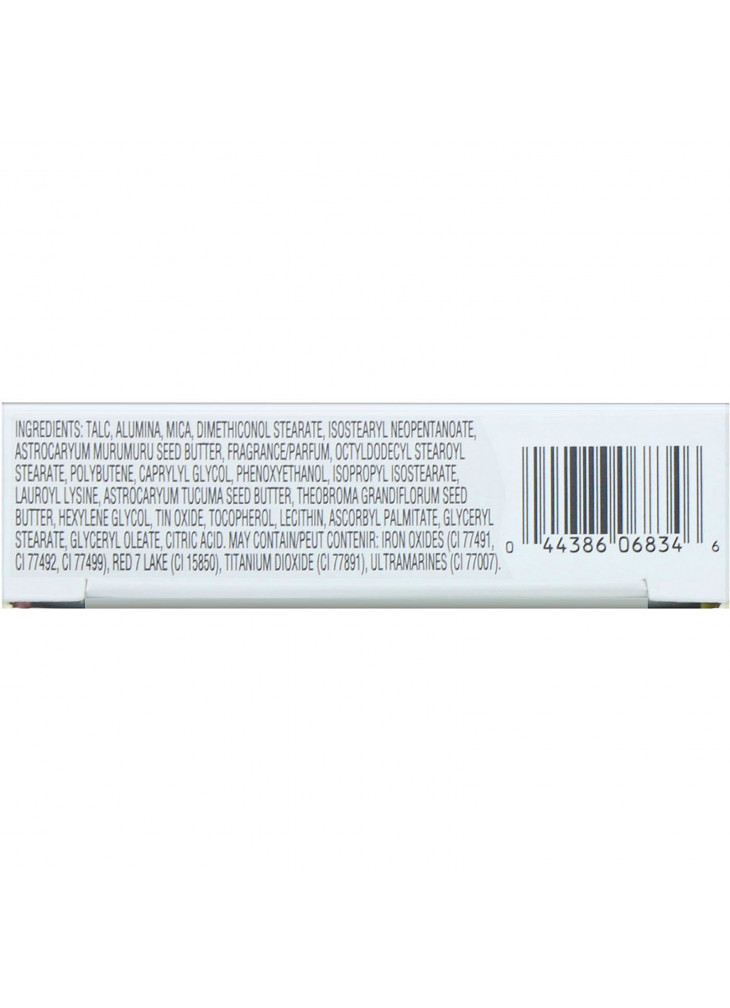 INGREDIENTS: TALC, ALUMINA, MICA, DIMETHICONOL STEARATE, ISOSTEARYL NEOPENTANOATE,
ASTROCARYUM MURUMURU SEED BUTTER, FRAGRANCE/PARFUM, OCTYLDODECYL STEAROYL
STEARATE, POLYBUTENE, CAPRYLYL GLYCOL, PHENOXYETHANOL, ISOPROPYL ISOSTEARATE,
LAUROYL LYSINE, ASTROCARYUM TUCUMA SEED BUTTER, THEOBROMA GRANDIFLORUM SEED
BUTTER, HEXYLENE GLYCOL, TIN OXIDE, TOCOPHEROL, LECITHIN, ASCORBYL PALMITATE, GLYCERYL
STEARATE, GLYCERYL OLEATE, CITRIC ACID. MAY CONTAIN/PEUT CONTENIR: IRON OXIDES (CI 77491,
CI 77492, CI 77499), RED 7 LAKE (CI 15850), TITANIUM DIOXIDE (CI 77891), ULTRAMARINES (CI 77007).
0 44386 06834 6